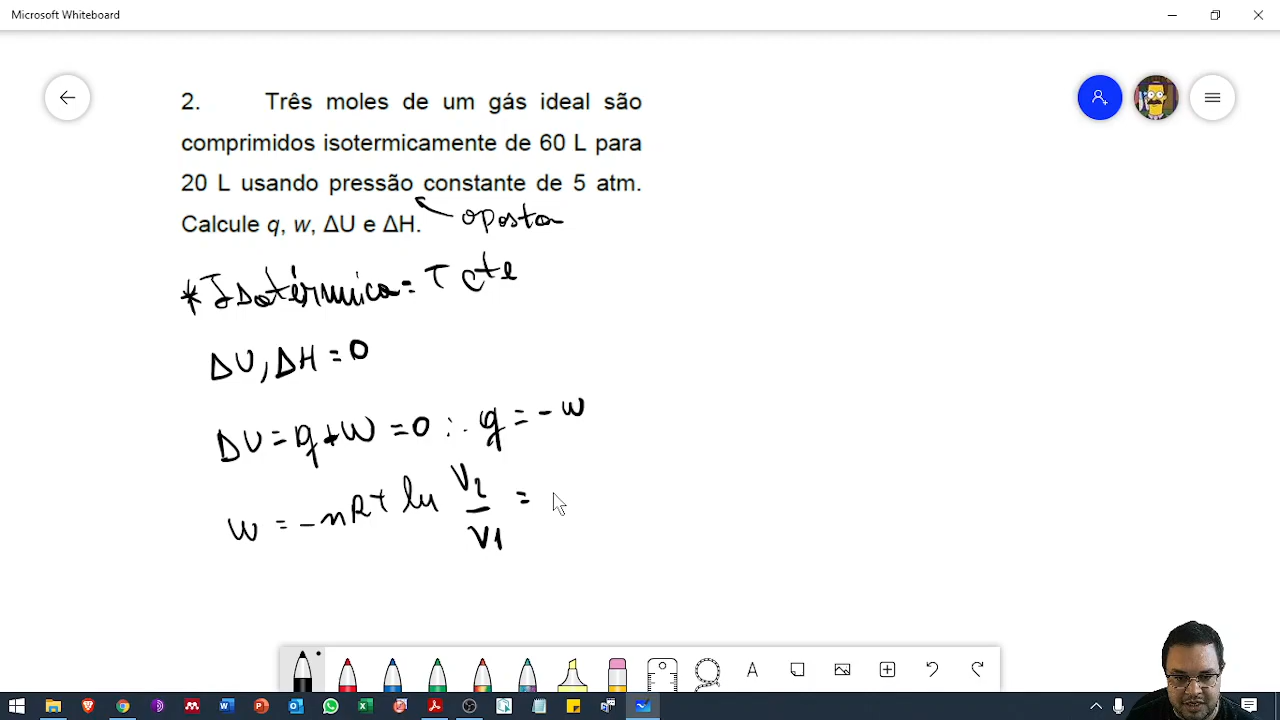 Microsoft Whiteboard
2. Três moles de um gás ideal são
comprimidos isotermicamente de 60 L para
20 L usando pressão constante de 5 atm.
Calcule q, w, ΔU e ΔH.
oposta
*Isotérmica = T cte
ΔU, ΔH = 0
ΔU = q + W = 0 ∴ q = - w
W = - nRT ln V2/V1 =